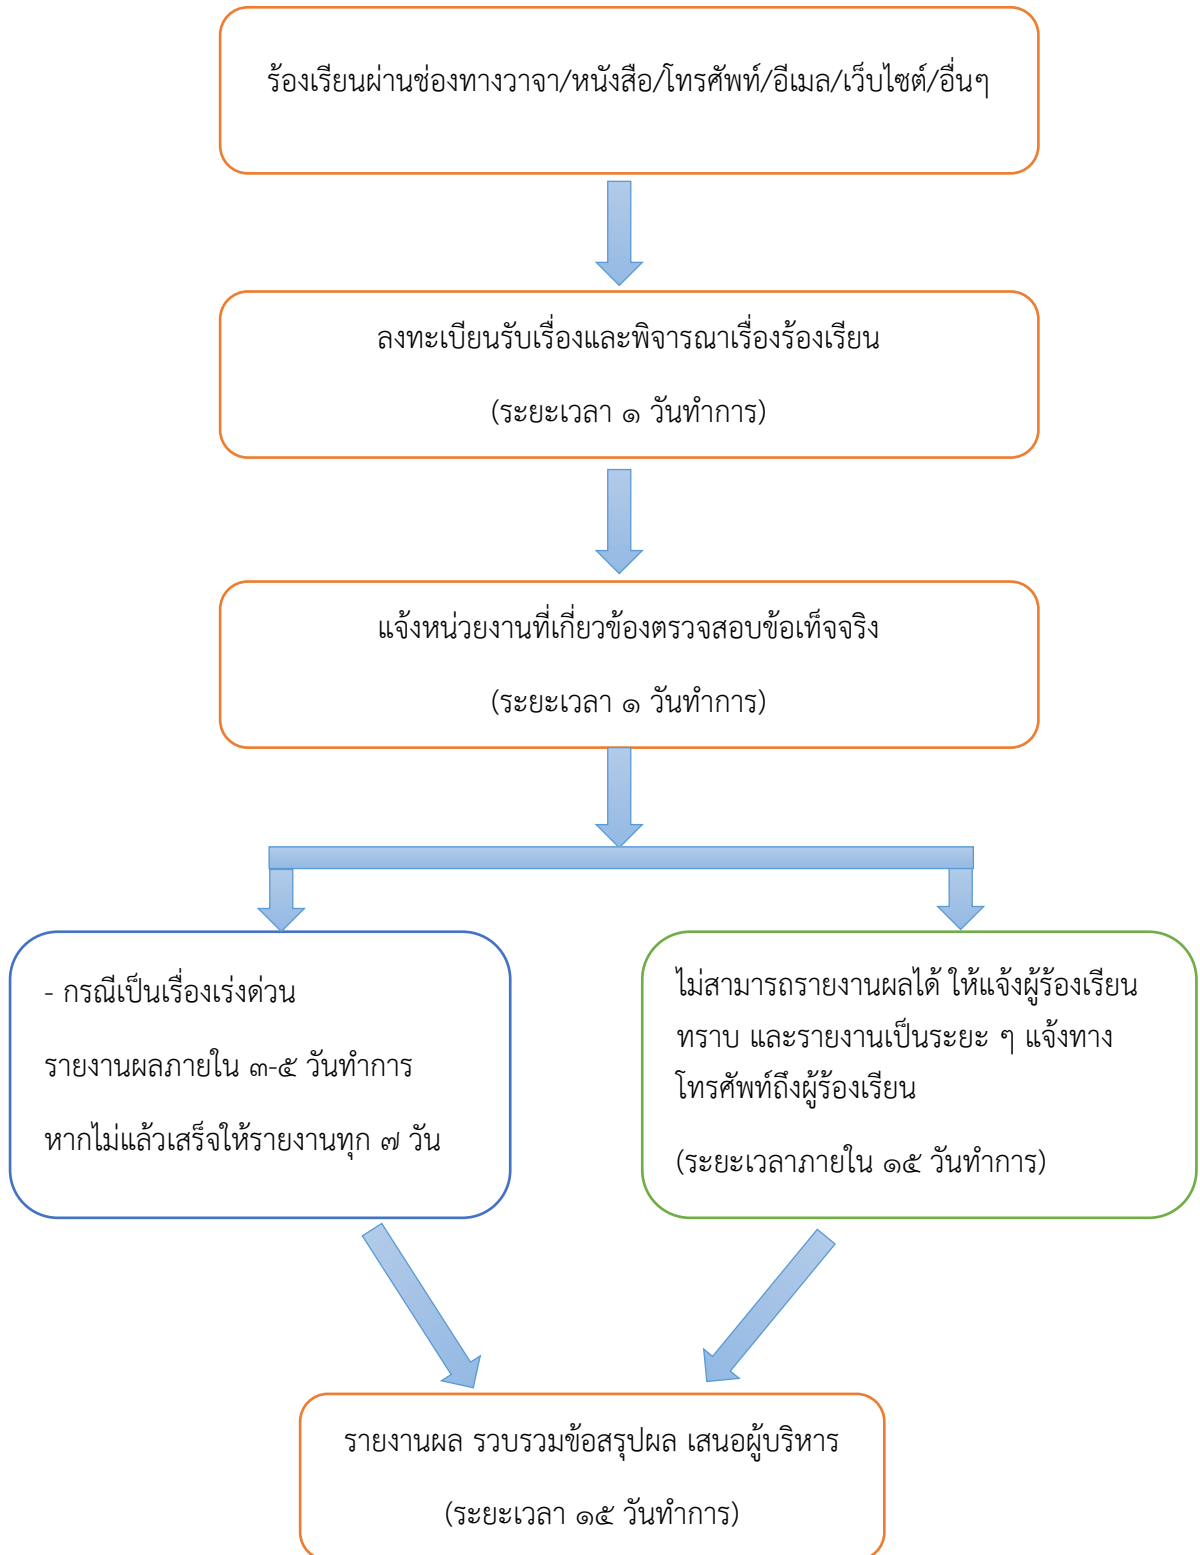 ร้องเรียนผ่านช่องทางวาจา/หนังสือ/โทรศัพท์/อีเมล/เว็บไซต์/อื่นๆ
ลงทะเบียนรับเรื่องและพิจารณาเรื่องร้องเรียน
(ระยะเวลา ๑ วันทำการ)
แจ้งหน่วยงานที่เกี่ยวข้องตรวจสอบข้อเท็จจริง
(ระยะเวลา ๑ วันทำการ)
- กรณีเป็นเรื่องเร่งด่วน
รายงานผลภายใน ๓-๕ วันทำการ
หากไม่แล้วเสร็จให้รายงานทุก ๗ วัน
ไม่สามารถรายงานผลได้ ให้แจ้งผู้ร้องเรียน
ทราบ และรายงานเป็นระยะ ๆ แจ้งทาง
โทรศัพท์ถึงผู้ร้องเรียน
(ระยะเวลาภายใน ๑๕ วันทำการ)
รายงานผล รวบรวมข้อสรุปผล เสนอผู้บริหาร
(ระยะเวลา ๑๕ วันทำการ)